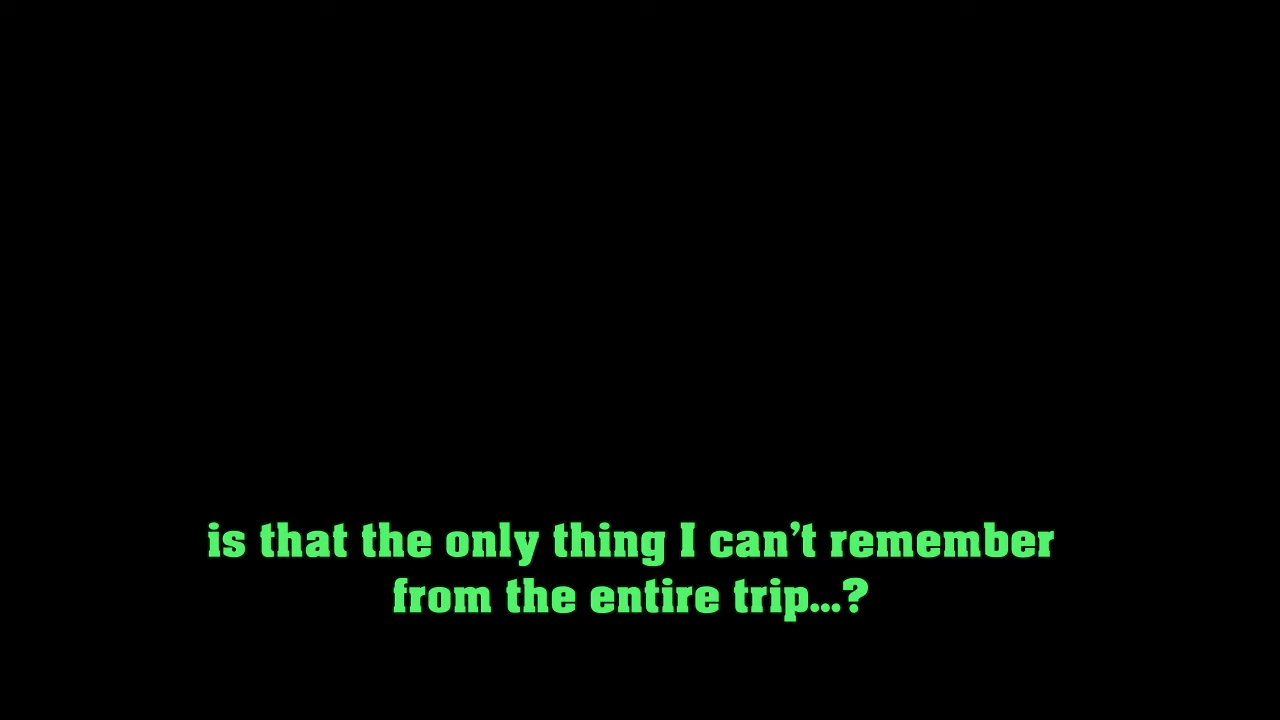 is that the only thing I can’t remember
from the entire trip...?